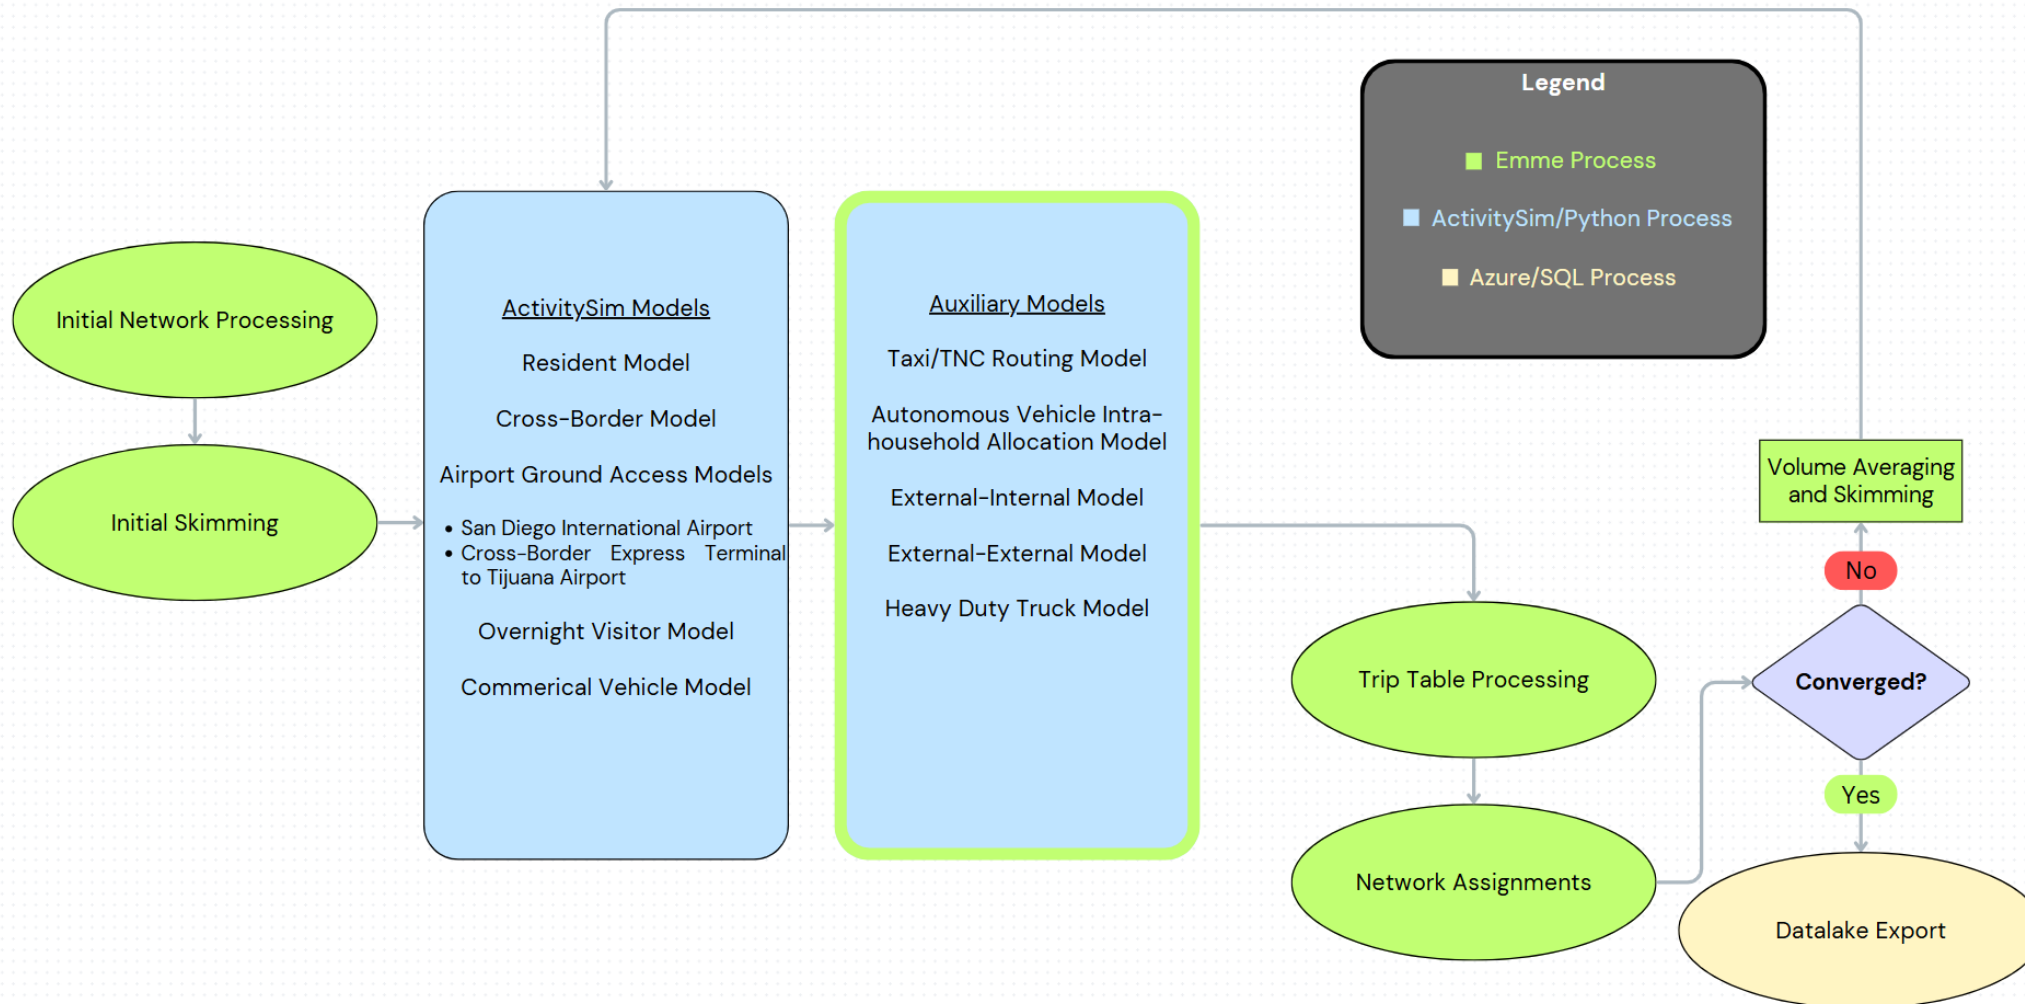 Legend
Emme Process
ActivitySim/Python Process
Azure/SQL Process
Initial Network Processing
Initial Skimming
ActivitySim Models
Resident Model
Cross-Border Model
Airport Ground Access Models
• San Diego International Airport
• Cross-Border Express Terminal
to Tijuana Airport
Overnight Visitor Model
Commerical Vehicle Model
Auxiliary Models
Taxi/TNC Routing Model
Autonomous Vehicle Intra-
household Allocation Model
External-Internal Model
External-External Model
Heavy Duty Truck Model
Trip Table Processing
Network Assignments
Converged?
No
Volume Averaging
and Skimming
Yes
Datalake Export